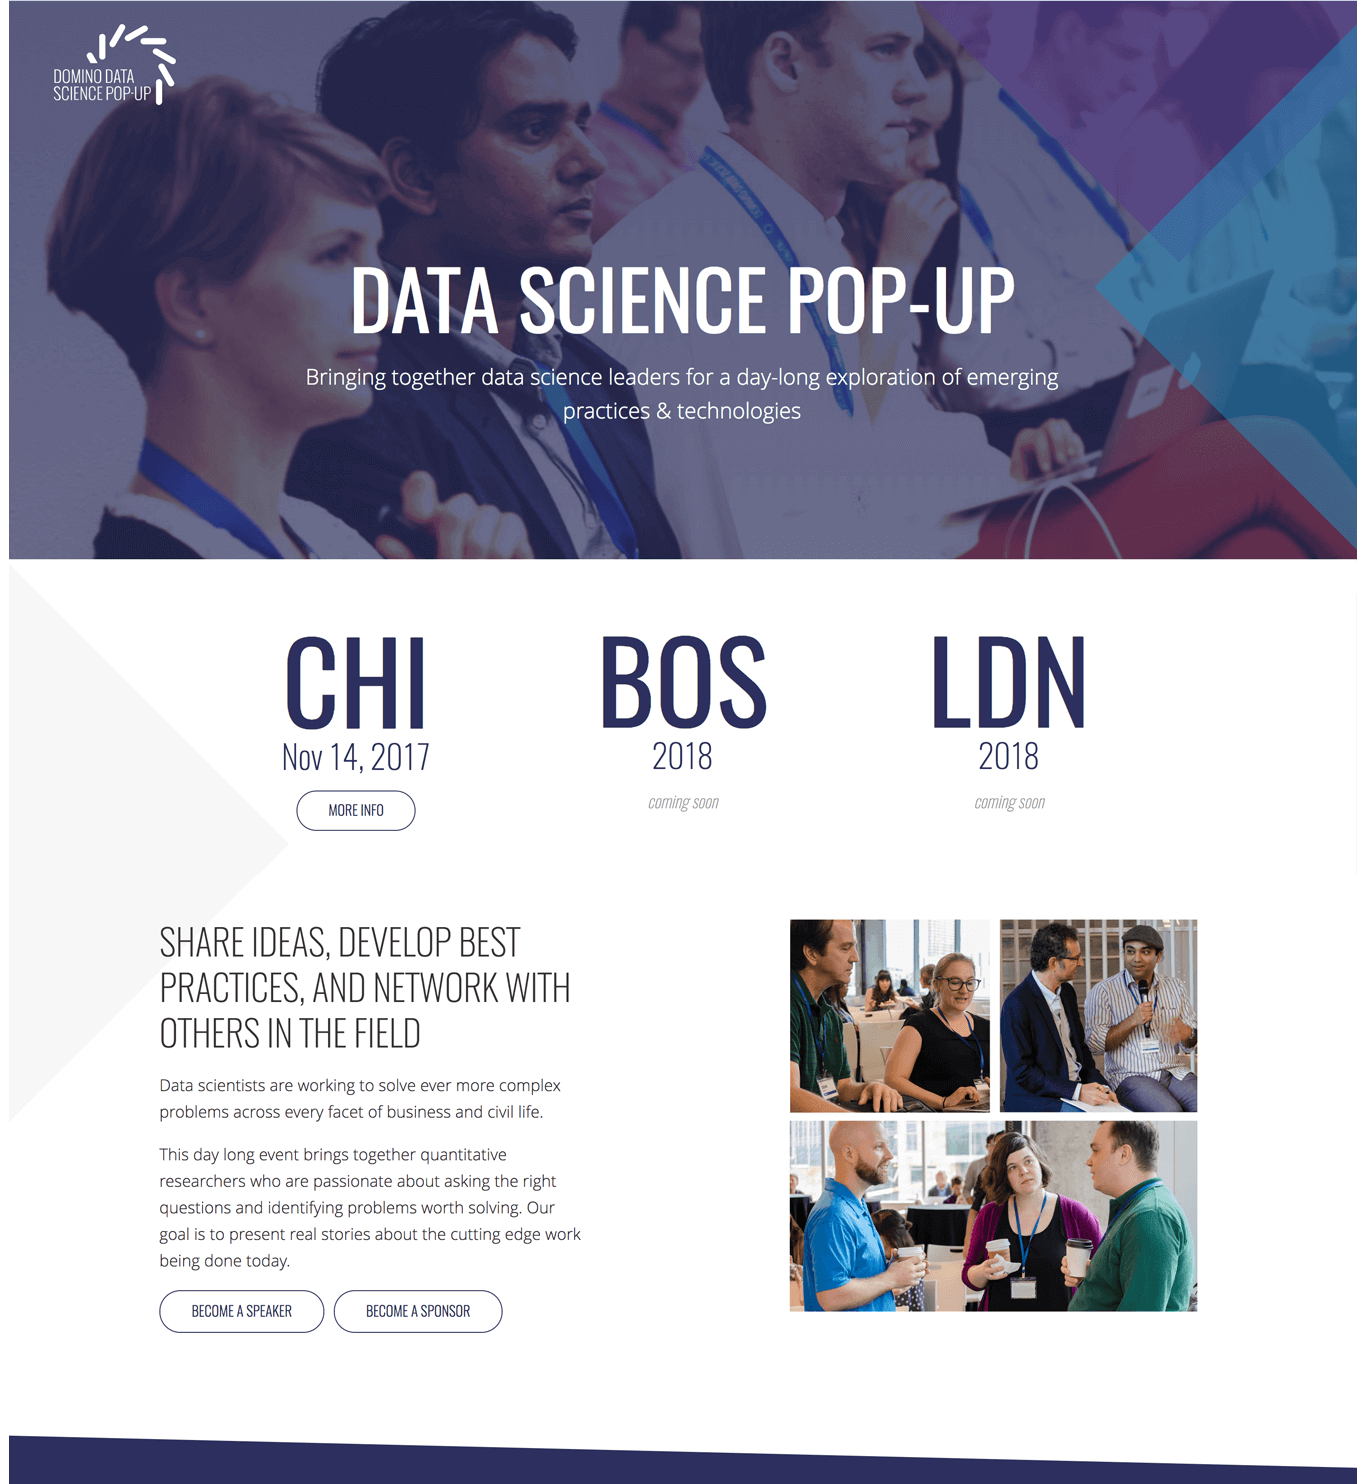 DOMINO DATA
SCIENCE POP-UP
DATA SCIENCE POP-UP
Bringing together data science leaders for a day-long exploration of emerging
practices & technologies
CHI
Nov 14, 2017
MORE INFO
BOS
2018
coming soon
LDN
2018
coming soon
SHARE IDEAS, DEVELOP BEST
PRACTICES, AND NETWORK WITH
OTHERS IN THE FIELD
Data scientists are working to solve ever more complex
problems across every facet of business and civil life.
This day long event brings together quantitative
researchers who are passionate about asking the right
questions and identifying problems worth solving. Our
goal is to present real stories about the cutting edge work
being done today.
BECOME A SPEAKER
BECOME A SPONSOR